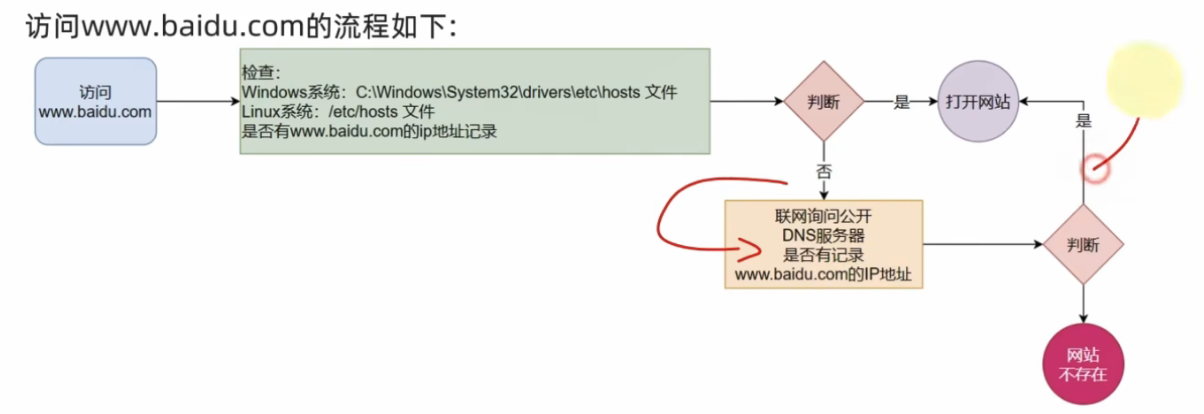 访问www.baidu.com的流程如下：
访问
www.baidu.com
检查：
Windows系统：C:\Windows\System32\drivers\etc\hosts 文件
Linux系统：/etc/hosts 文件
是否有www.baidu.com的ip地址记录
判断
是
打开网站
是
否
联网询问公开
DNS服务器
是否有记录
www.baidu.com的IP地址
判断
网站
不存在